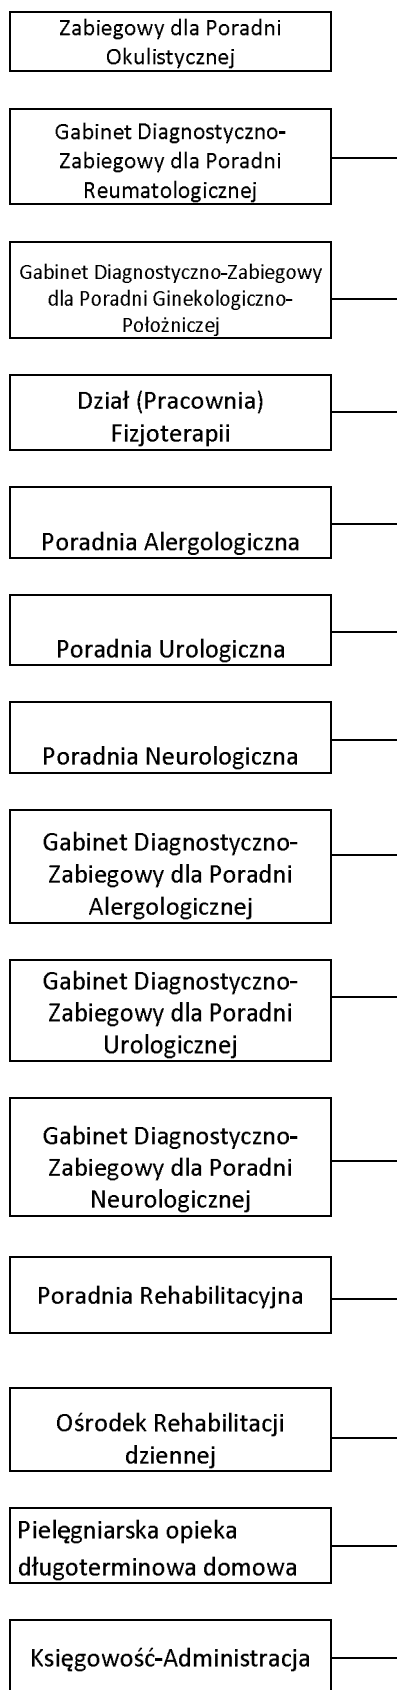 Zabiegowy dla Poradni
Okulistycznej
Gabinet Diagnostyczno-
Zabiegowy dla Poradni
Reumatologicznej
Gabinet Diagnostyczno-Zabiegowy
dla Poradni Ginekologiczno-
Położniczej
Dział (Pracownia)
Fizjoterapii
Poradnia Alergologiczna
Poradnia Urologiczna
Poradnia Neurologiczna
Gabinet Diagnostyczno-
Zabiegowy dla Poradni
Alergologicznej
Gabinet Diagnostyczno-
Zabiegowy dla Poradni
Urologicznej
Gabinet Diagnostyczno-
Zabiegowy dla Poradni
Neurologicznej
Poradnia Rehabilitacyjna
Ośrodek Rehabilitacji
dziennej
Pielęgniarska opieka
długoterminowa domowa
Księgowość-Administracja